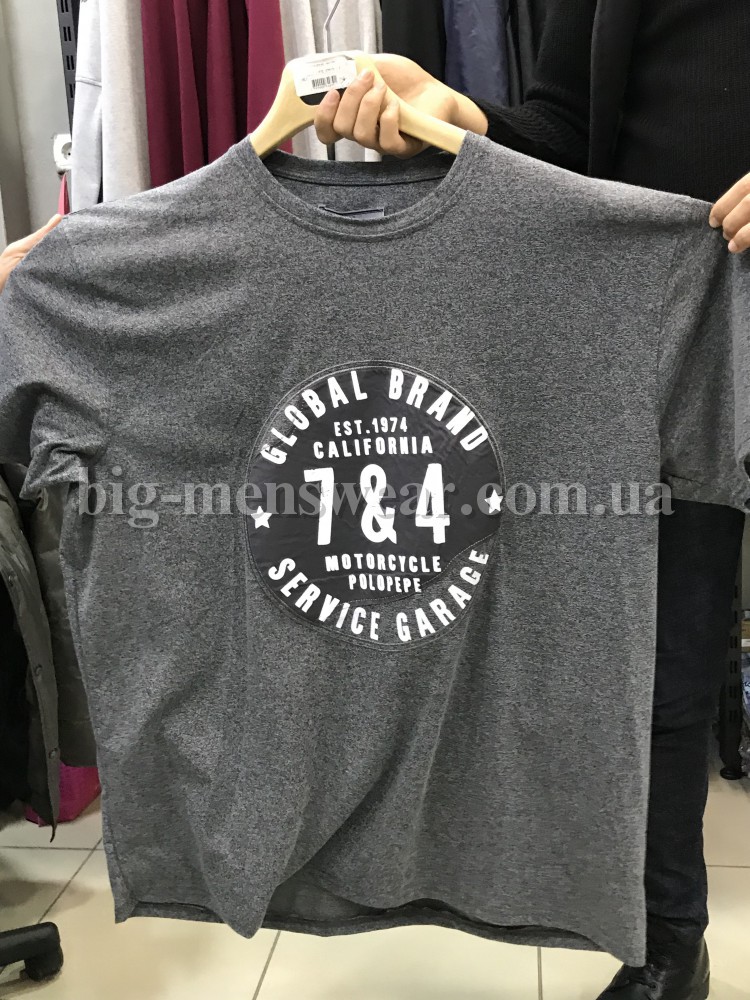 GLOBAL BRAND
EST.1974
CALIFORNIA
7&4
MOTORCYCLE
POLOPEPE
SERVICE GARAGE
big-menswear.com.ua